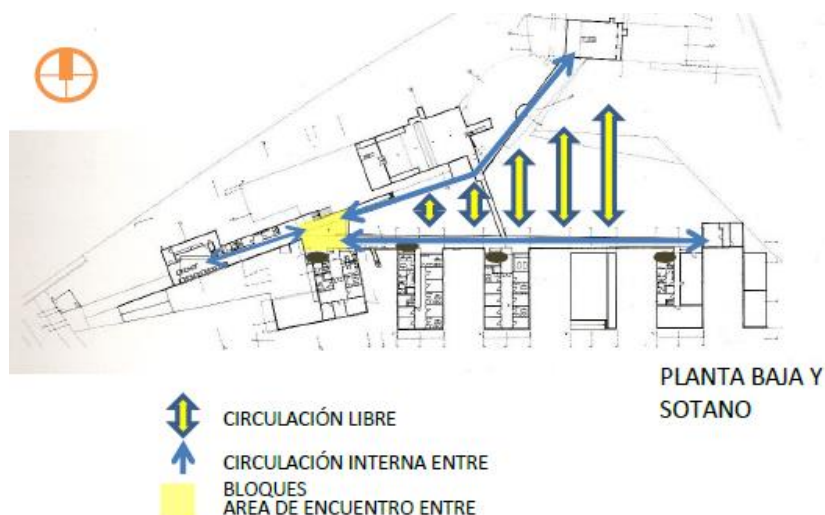 PLANTA BAJA Y
SOTANO
CIRCULACIÓN LIBRE
CIRCULACIÓN INTERNA ENTRE
BLOQUES
AREA DE ENCUENTRO ENTRE